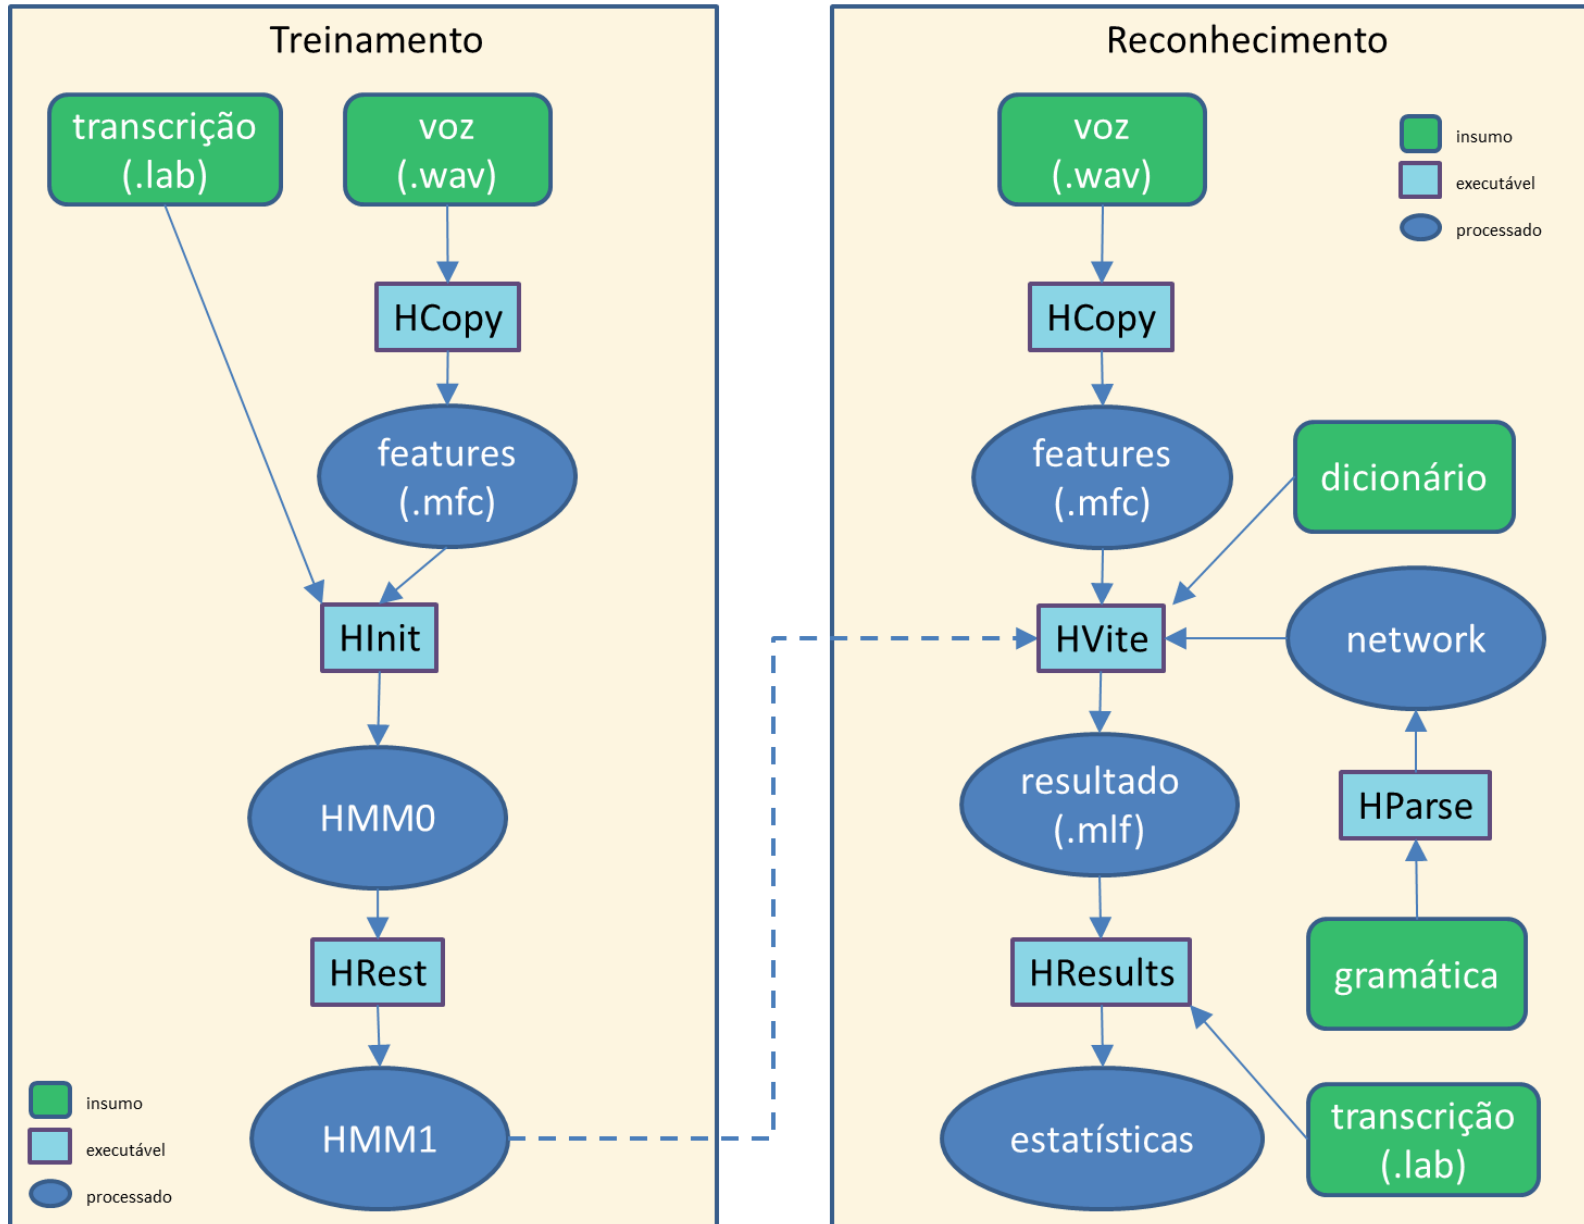 Treinamento
transcrição
(.lab)
voz
(.wav)
HCopy
features
(.mfc)
HInit
HMM0
HRest
HMM1
insumo
executável
processado
Reconhecimento
voz
(.wav)
insumo
executável
processado
HCopy
features
(.mfc)
dicionário
HVite
network
resultado
(.mlf)
HParse
HResults
gramática
estatísticas
transcrição
(.lab)